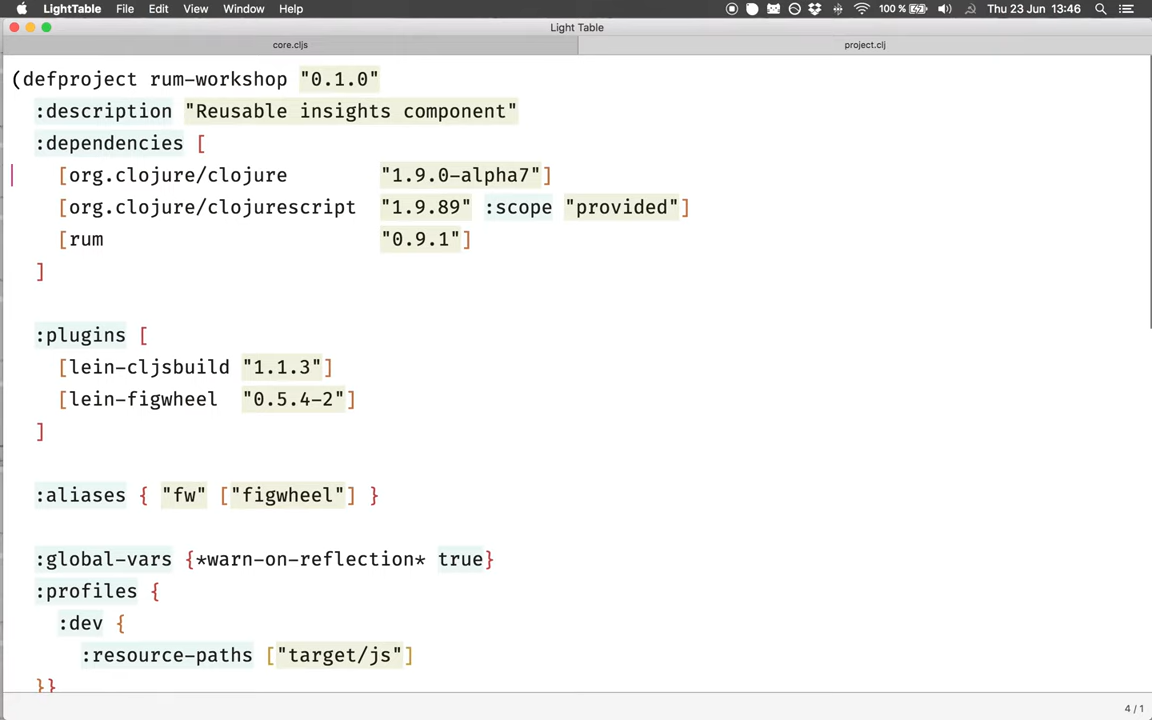 LightTable File Edit View Window Help 100 % Thu 23 Jun 13:46
Light Table
core.cljs project.clj
(defproject rum-workshop "0.1.0"
:description "Reusable insights component"
:dependencies [
[org.clojure/clojure "1.9.0-alpha7"]
[org.clojure/clojurescript "1.9.89" :scope "provided"]
[rum "0.9.1"]
]
:plugins [
[lein-cljsbuild "1.1.3"]
[lein-figwheel "0.5.4-2"]
]
:aliases { "fw" ["figwheel"] }
:global-vars {*warn-on-reflection* true}
:profiles {
:dev {
:resource-paths ["target/js"]
}}
4 / 1